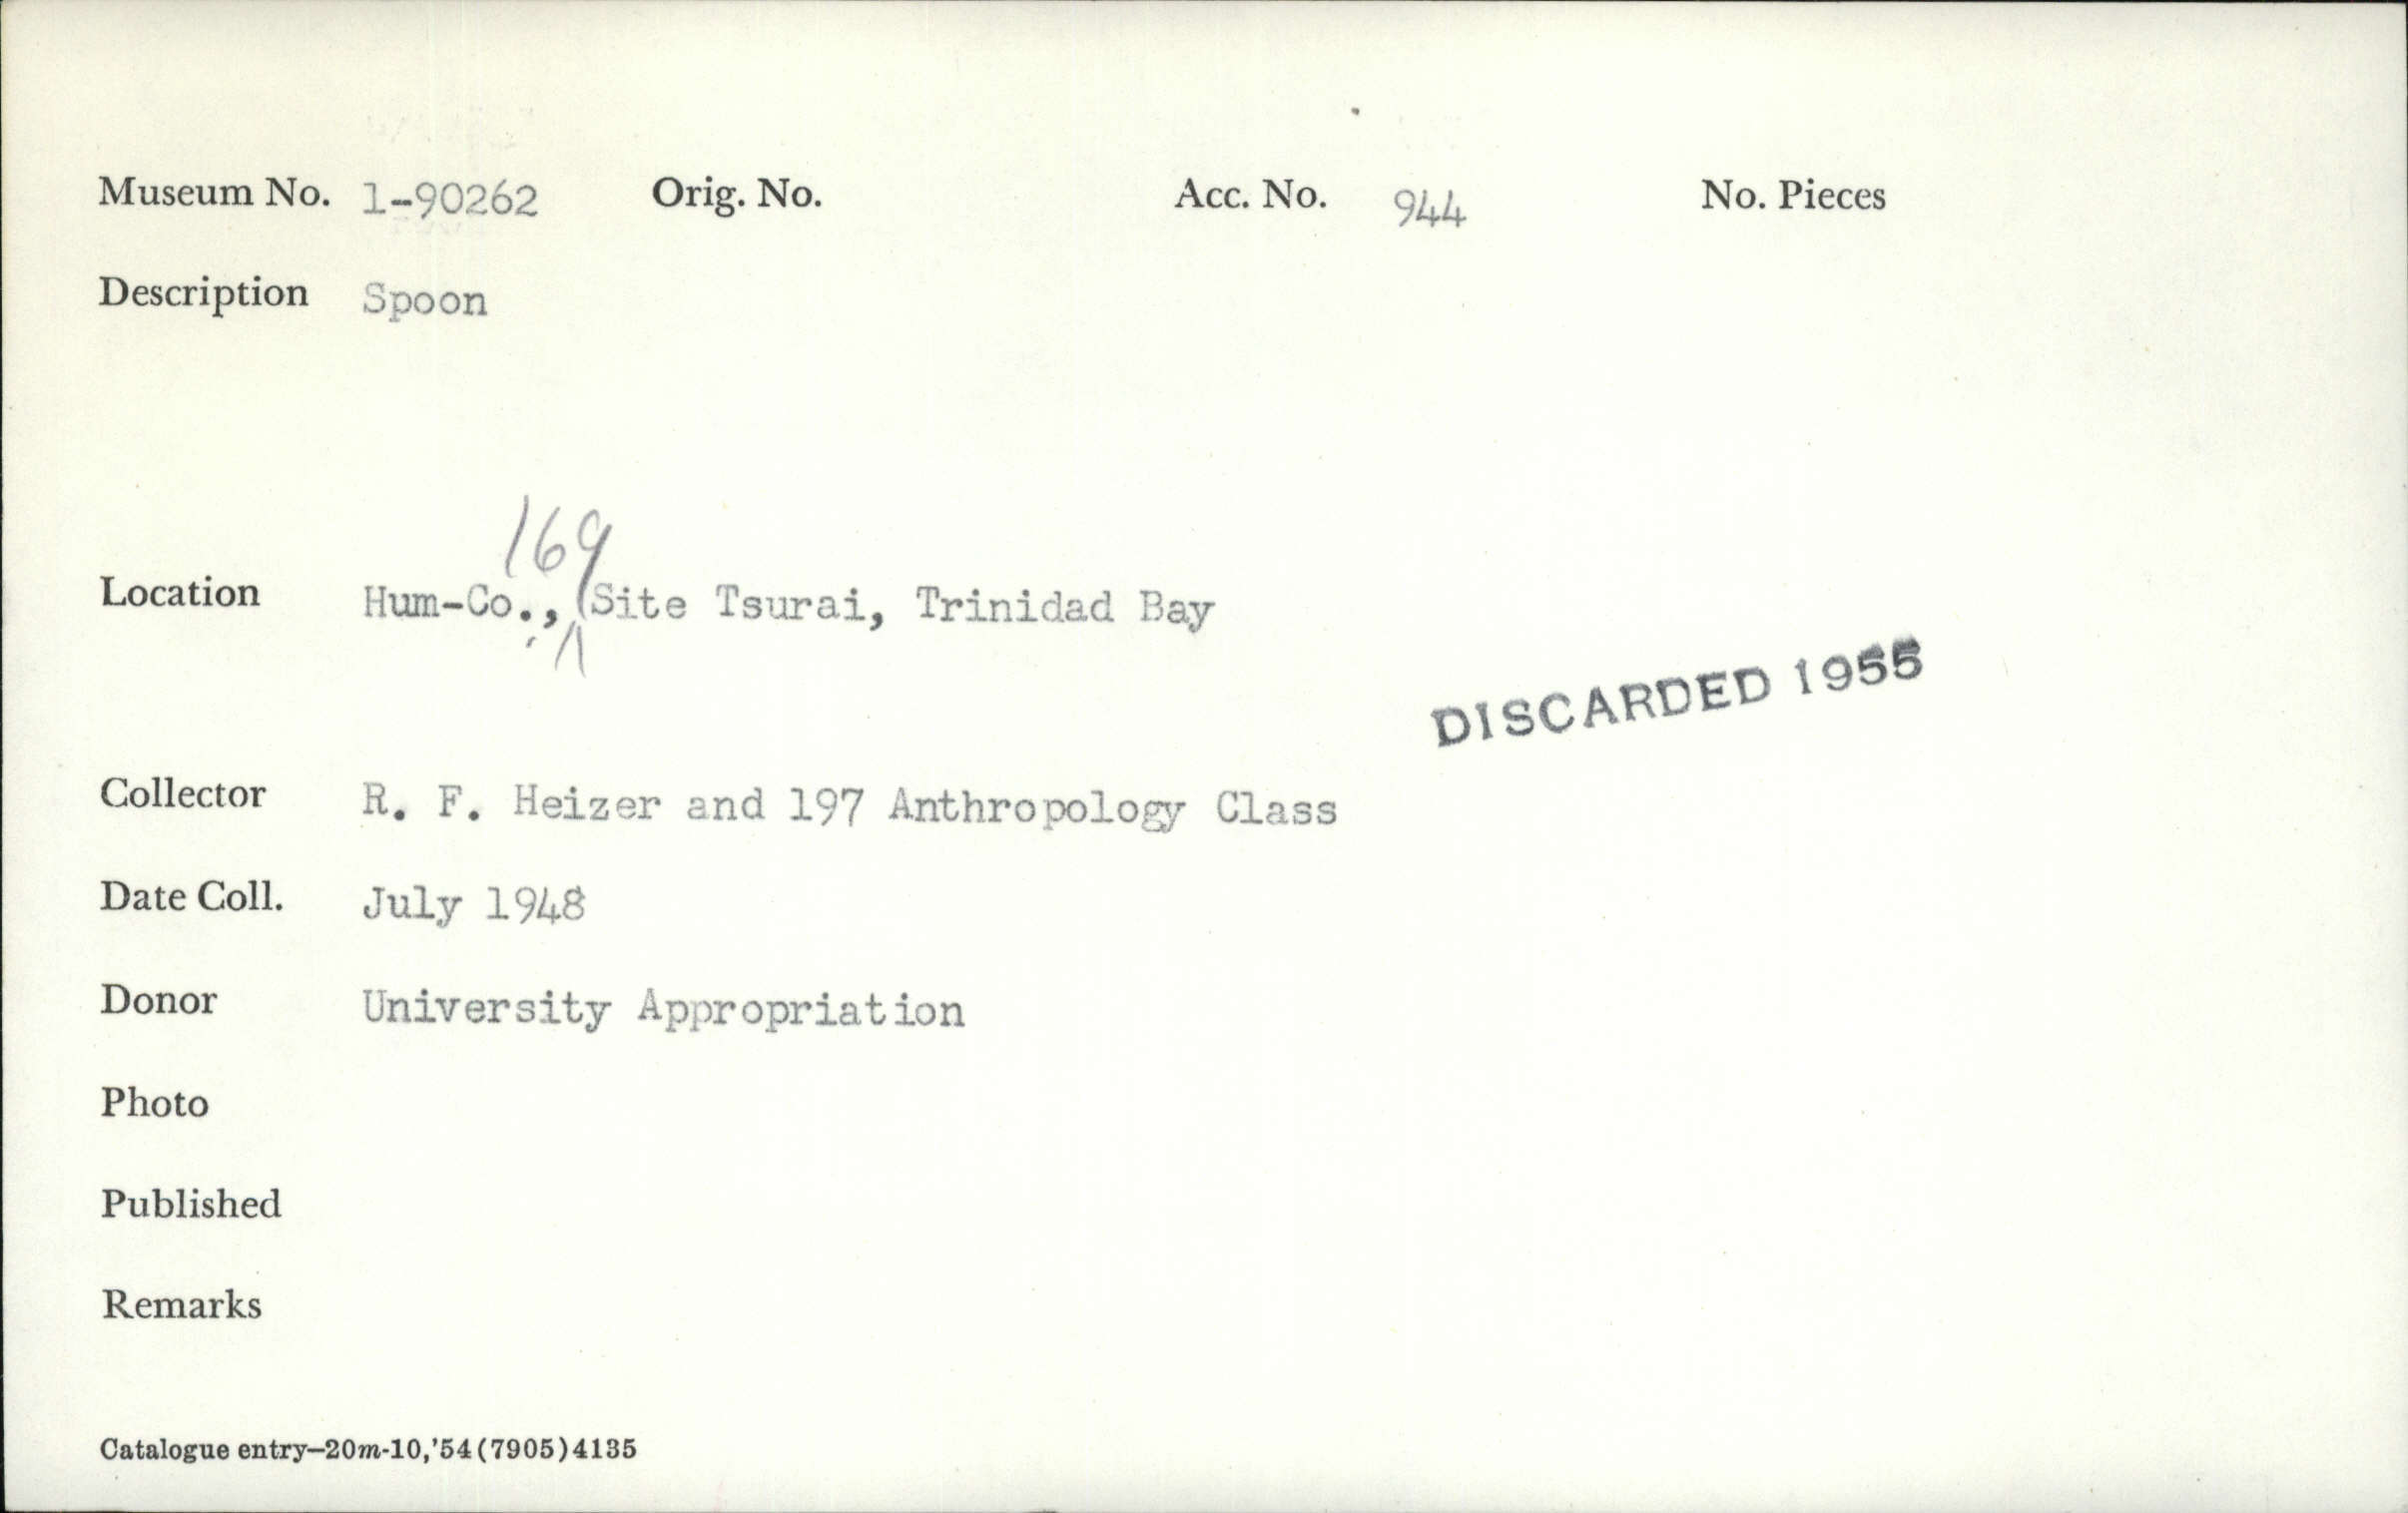 Museum No. 1-90262 Orig. No. Acc. No. 944 No. Pieces
Description Spoon
169
Location Hum-Co., Site Tsurai, Trinidad Bay
DISCARDED 1955
Collector R. F. Heizer and 197 Anthropology Class
Date Coll. July 1948
Donor University Appropriation
Photo
Published
Remarks
Catalogue entry—20m-10,'54(7905)4135